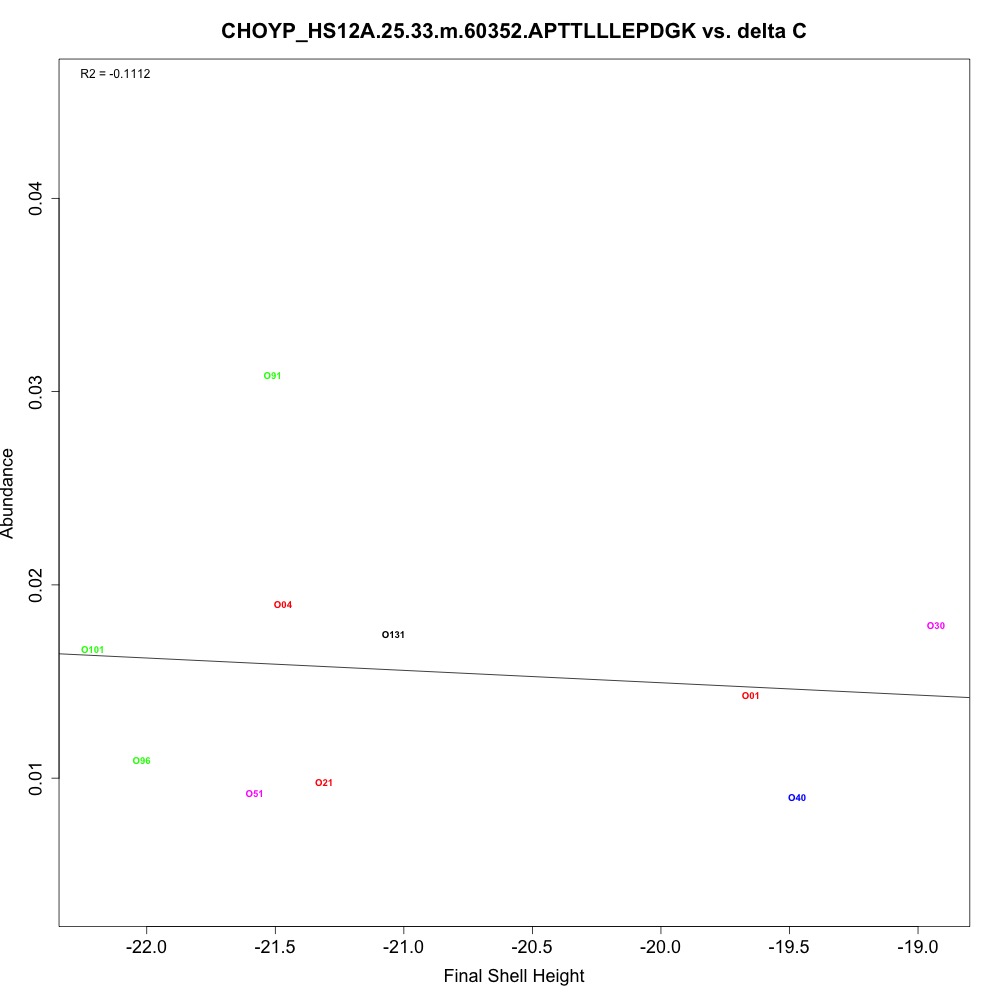 CHOYP_HS12A.25.33.m.60352.APTTLLLEPDGK vs. delta C
R2 = -0.1112
0.04
0.03
0.02
0.01
Abundance
O91
O04
O131
O30
O101
O01
O96
O21
O51
O40
-22.0 -21.5 -21.0 -20.5 -20.0 -19.5 -19.0
Final Shell Height